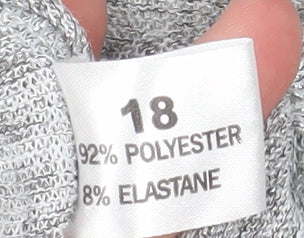 18
92% POLYESTER
8% ELASTANE